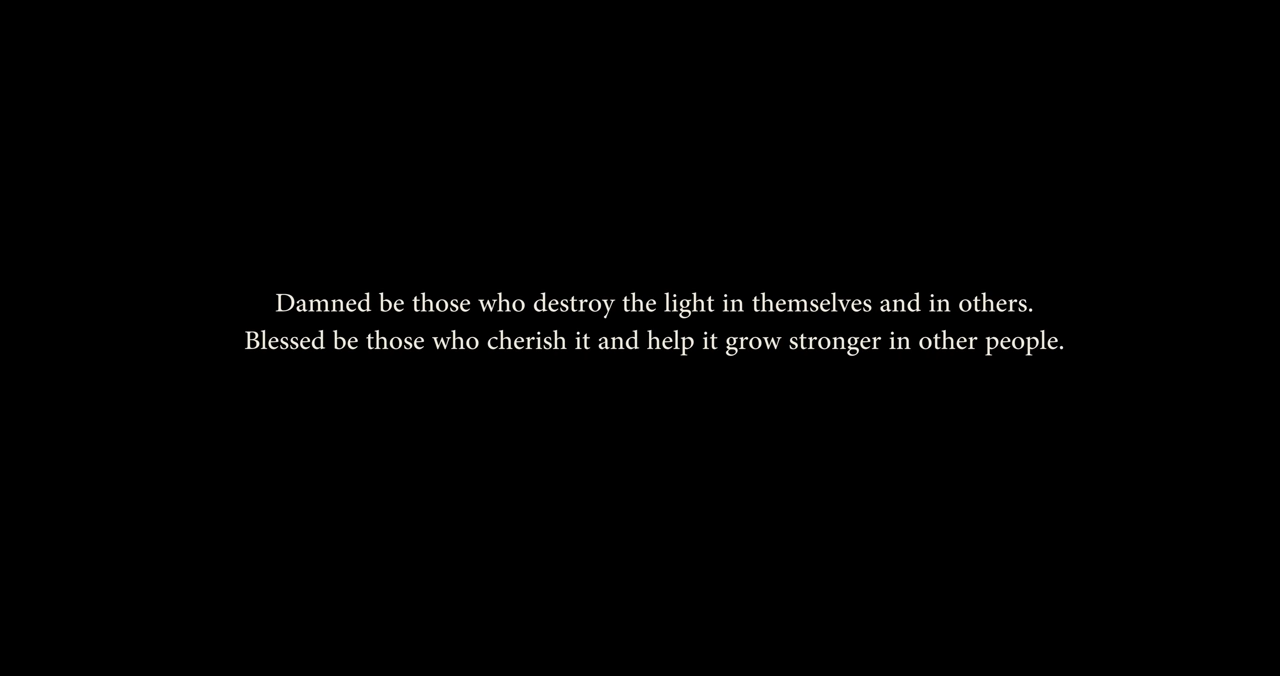 Damned be those who destroy the light in themselves and in others.
Blessed be those who cherish it and help it grow stronger in other people.